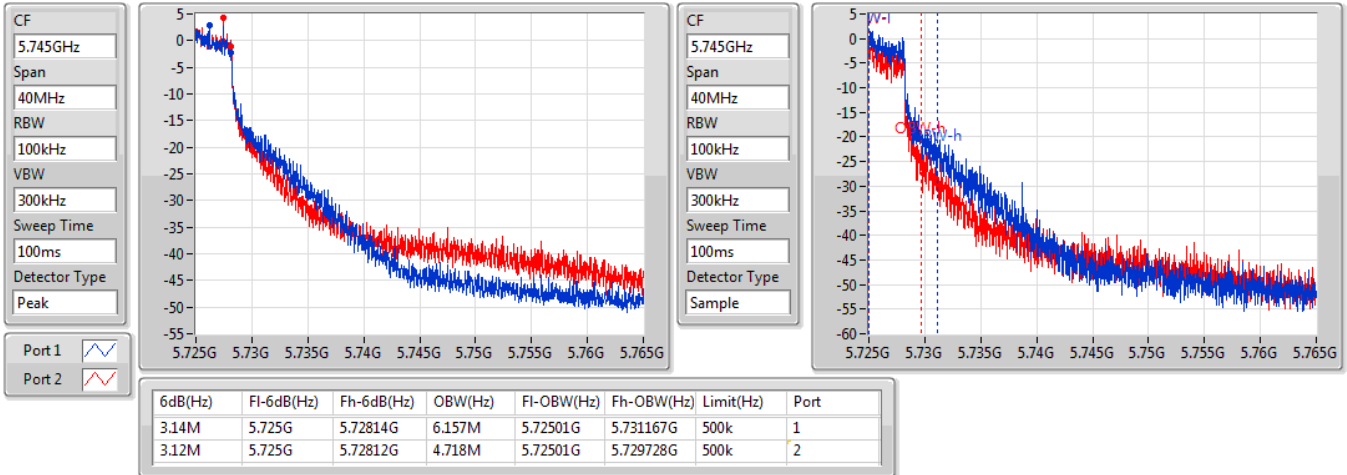 CF
5.745GHz
Span
40MHz
RBW
100kHz
VBW
300kHz
Sweep Time
100ms
Detector Type
Peak
5
0
-5
-10
-15
-20
-25
-30
-35
-40
-45
-50
-55
5.725G 5.73G 5.735G 5.74G 5.745G 5.75G 5.755G 5.76G 5.765G
CF
5.745GHz
Span
40MHz
RBW
100kHz
VBW
300kHz
Sweep Time
100ms
Detector Type
Sample
5
0
-5
-10
-15
-20
-25
-30
-35
-40
-45
-50
-55
-60
5.725G 5.73G 5.735G 5.74G 5.745G 5.75G 5.755G 5.76G 5.765G
Port 1
Port 2
6dB(Hz) Fl-6dB(Hz) Fh-6dB(Hz) OBW(Hz) Fl-OBW(Hz) Fh-OBW(Hz) Limit(Hz) Port
3.14M 5.725G 5.72814G 6.157M 5.72501G 5.731167G 500k 1
3.12M 5.725G 5.72812G 4.718M 5.72501G 5.729728G 500k 2